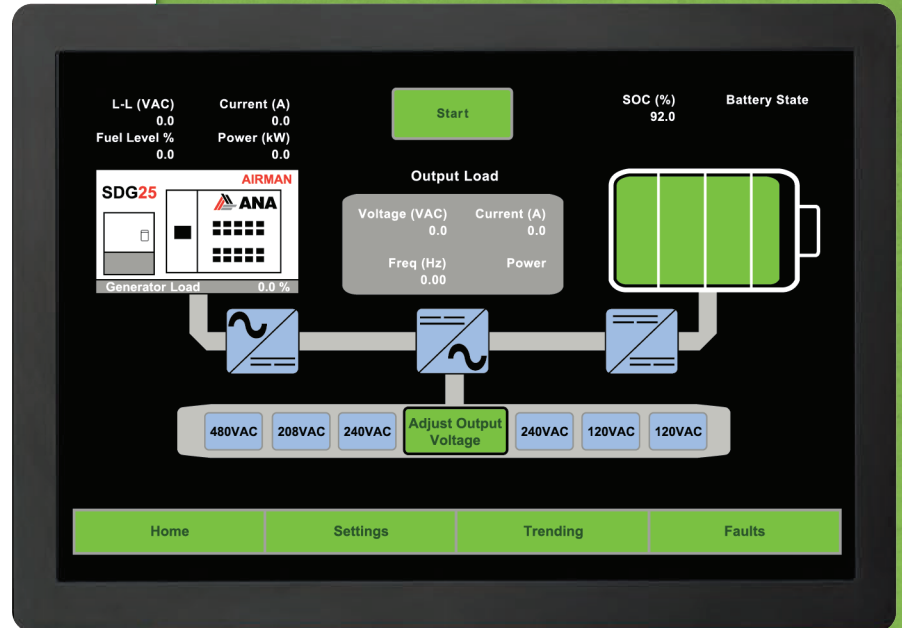 L-L (VAC) Current (A)
0.0 0.0
Fuel Level % Power (kW)
0.0 0.0
Start
SOC (%) Battery State
92.0
SDG25 AIRMAN
ANA
Generator Load 0.0 %
Output Load
Voltage (VAC) Current (A)
0.0 0.0
Freq (Hz) Power
0.00
480VAC 208VAC 240VAC Adjust Output Voltage 240VAC 120VAC 120VAC
Home Settings Trending Faults